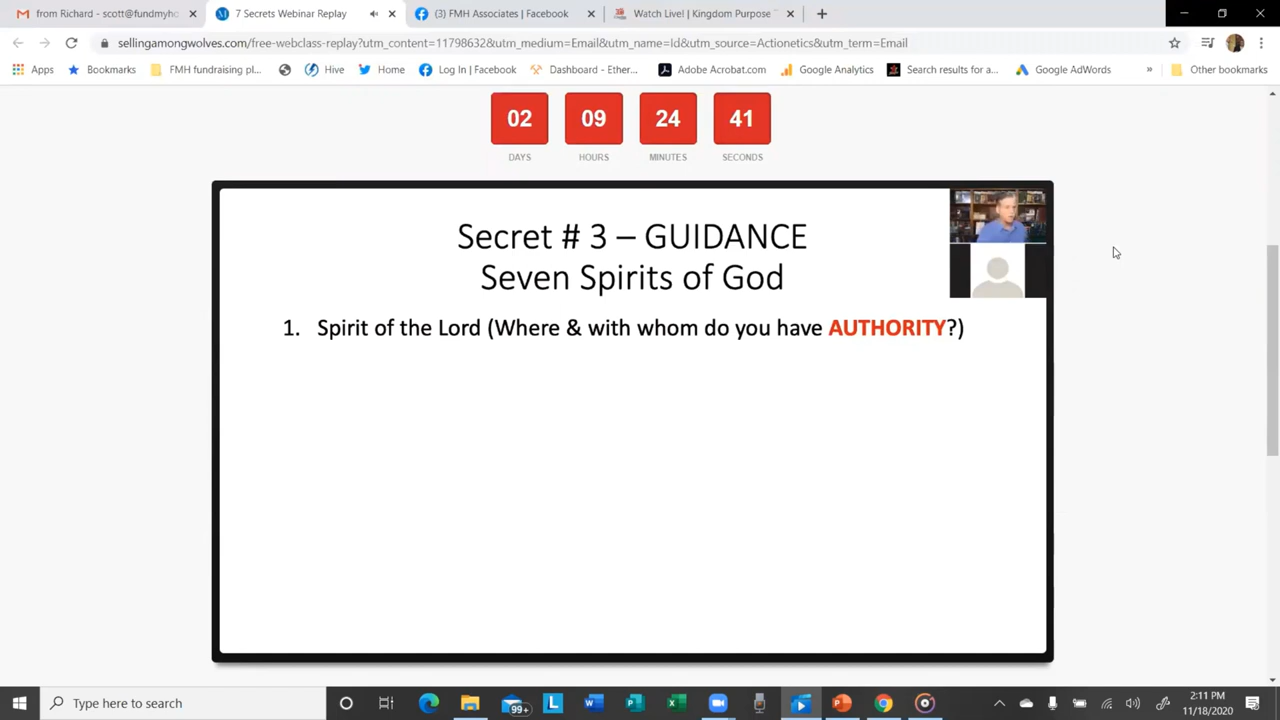 from Richard - scott@fundmyho
7 Secrets Webinar Replay
(3) FMH Associates | Facebook
Watch Live! | Kingdom Purpose
sellingamongwolves.com/free-webclass-replay?utm_content=11798632&utm_medium=Email&utm_name=Id&utm_source=Actionetics&utm_term=Email
Apps
Bookmarks
FMH fundraising pl...
Hive
Home
Log In | Facebook
Dashboard - Ether...
Adobe Acrobat.com
Google Analytics
Search results for a...
Google AdWords
»
Other bookmarks
02 09 24 41
DAYS HOURS MINUTES SECONDS
Secret # 3 – GUIDANCE
Seven Spirits of God
1. Spirit of the Lord (Where & with whom do you have AUTHORITY?)
Type here to search
99+
2:11 PM
11/18/2020